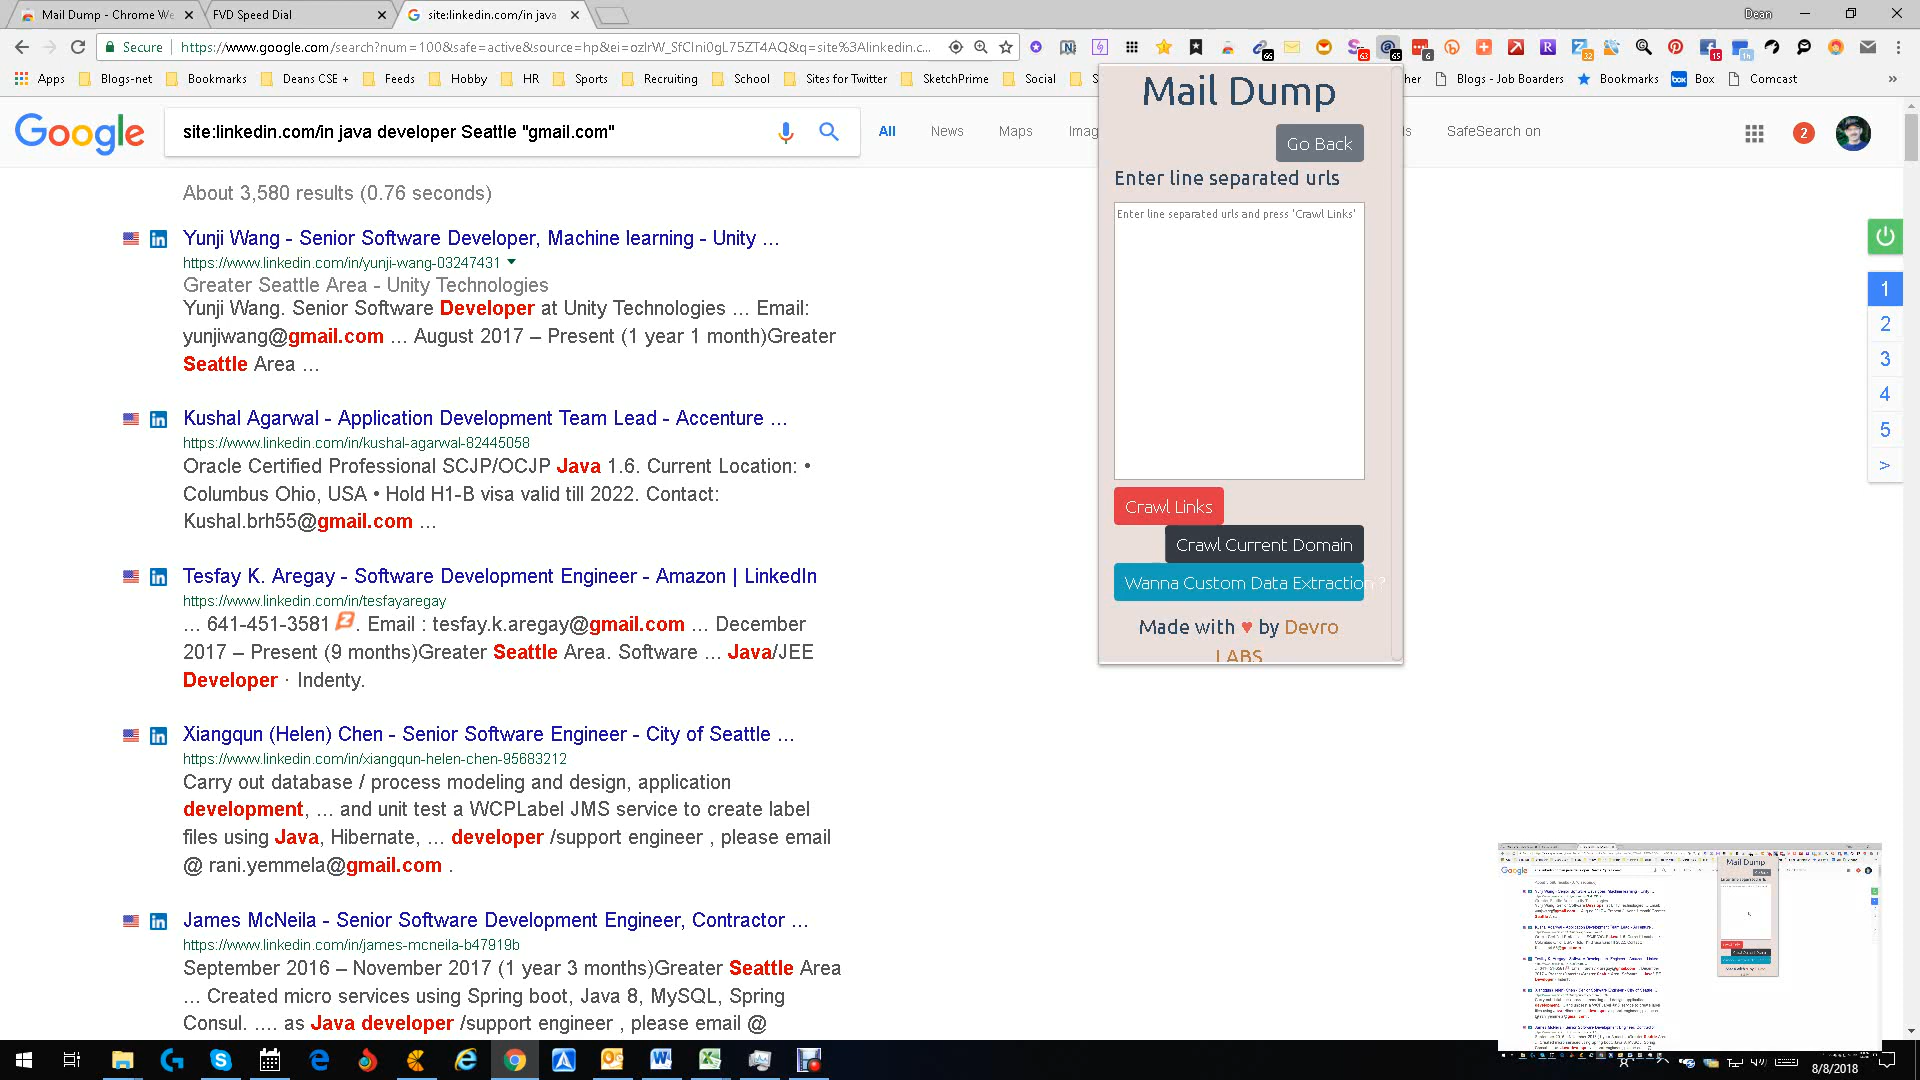 Mail Dump - Chrome We
FVD Speed Dial
site:linkedin.com/in java
Dean
Secure
https://www.google.com/search?num=100&safe=active&source=hp&ei=ozlrW_SfCIni0gL75ZT4AQ&q=site%3Alinkedin.c...
Apps
Blogs-net
Bookmarks
Deans CSE +
Feeds
Hobby
HR
Sports
Recruiting
School
Sites for Twitter
SketchPrime
Social
S
her
Blogs - Job Boarders
Bookmarks
Box
Comcast
Google
site:linkedin.com/in java developer Seattle "gmail.com"
All
News
Maps
Imag
ls
SafeSearch on
2
About 3,580 results (0.76 seconds)
Yunji Wang - Senior Software Developer, Machine learning - Unity ...
https://www.linkedin.com/in/yunji-wang-03247431
Greater Seattle Area - Unity Technologies
Yunji Wang. Senior Software Developer at Unity Technologies ... Email:
yunjiwang@gmail.com ... August 2017 – Present (1 year 1 month)Greater
Seattle Area ...
Kushal Agarwal - Application Development Team Lead - Accenture ...
https://www.linkedin.com/in/kushal-agarwal-82445058
Oracle Certified Professional SCJP/OCJP Java 1.6. Current Location: •
Columbus Ohio, USA • Hold H1-B visa valid till 2022. Contact:
Kushal.brh55@gmail.com ...
Tesfay K. Aregay - Software Development Engineer - Amazon | LinkedIn
https://www.linkedin.com/in/tesfayaregay
... 641-451-3581 . Email : tesfay.k.aregay@gmail.com ... December
2017 – Present (9 months)Greater Seattle Area. Software ... Java/JEE
Developer · Indenty.
Xiangqun (Helen) Chen - Senior Software Engineer - City of Seattle ...
https://www.linkedin.com/in/xiangqun-helen-chen-95683212
Carry out database / process modeling and design, application
development, ... and unit test a WCPLabel JMS service to create label
files using Java, Hibernate, ... developer /support engineer , please email
@ rani.yemmela@gmail.com .
James McNeila - Senior Software Development Engineer, Contractor ...
https://www.linkedin.com/in/james-mcneila-b47919b
September 2016 – November 2017 (1 year 3 months)Greater Seattle Area
... Created micro services using Spring boot, Java 8, MySQL, Spring
Consul. .... as Java developer /support engineer , please email @
Mail Dump
Go Back
Enter line separated urls
Enter line separated urls and press 'Crawl Links'
Crawl Links
Crawl Current Domain
Wanna Custom Data Extraction ?
Made with ♥ by Devro
LABS
1
2
3
4
5
>
Mail Dump
Google
8/8/2018